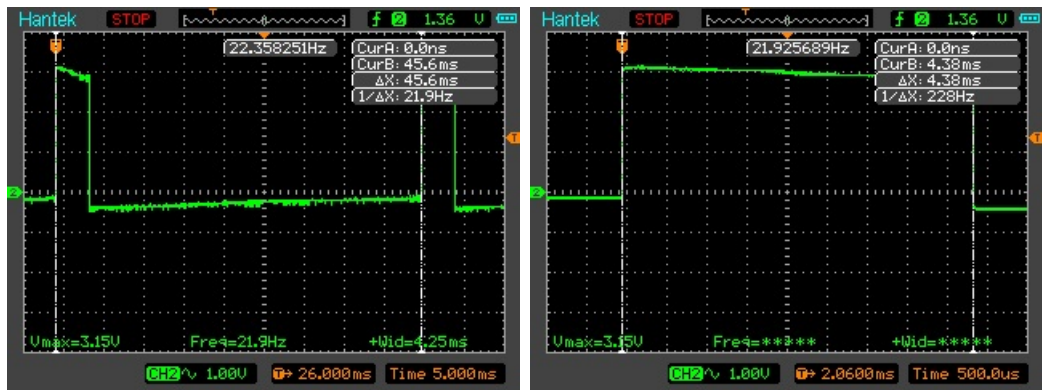 Hantek STOP T ƒ 2 1.36 V
22.358251Hz
CurA: 0.0ns
CurB: 45.6ms
ΔX: 45.6ms
1/ΔX: 21.9Hz
T
2
Vmax=3.15V Freq=21.9Hz +Wid=4.25ms
CH2∿ 1.00V T→ 26.000ms Time 5.000ms
Hantek STOP T ƒ 2 1.36 V
21.925689Hz
CurA: 0.0ns
CurB: 4.38ms
ΔX: 4.38ms
1/ΔX: 228Hz
T
2
Vmax=3.15V Freq=***** +Wid=*****
CH2∿ 1.00V T→ 2.0600ms Time 500.0us